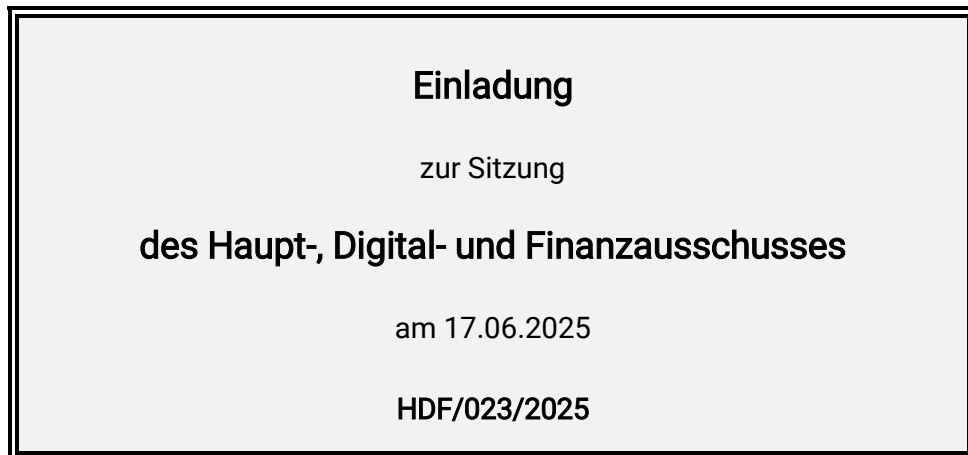 Einladung
zur Sitzung
des Haupt-, Digital- und Finanzausschusses
am 17.06.2025
HDF/023/2025